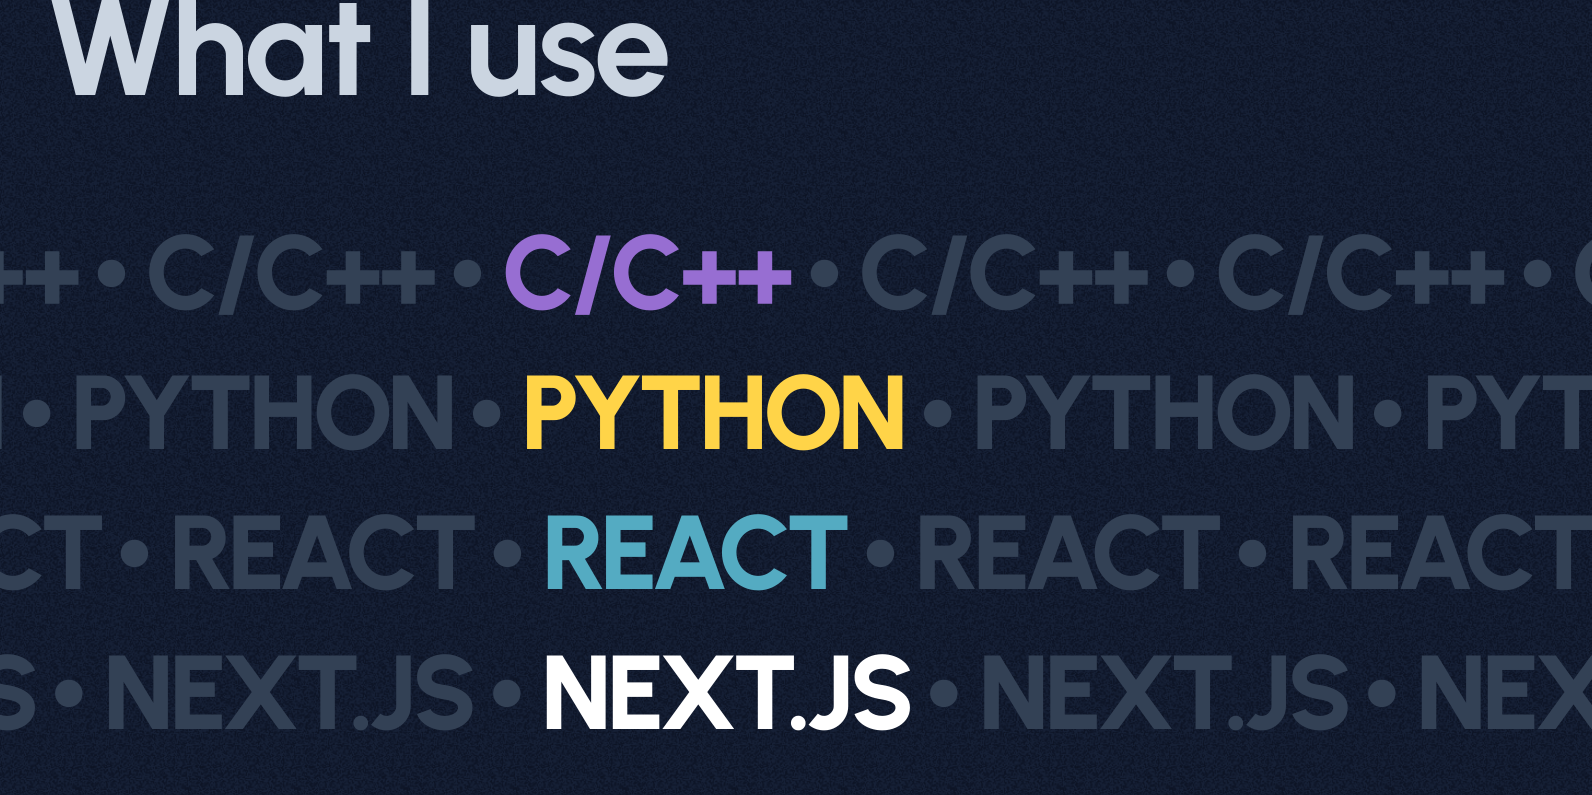 What I use
++ • C/C++ • C/C++ • C/C++ • C/C++ • C
N • PYTHON • PYTHON • PYTHON • PYT
CT • REACT • REACT • REACT • REACT
S • NEXT.JS • NEXT.JS • NEXT.JS • NEX